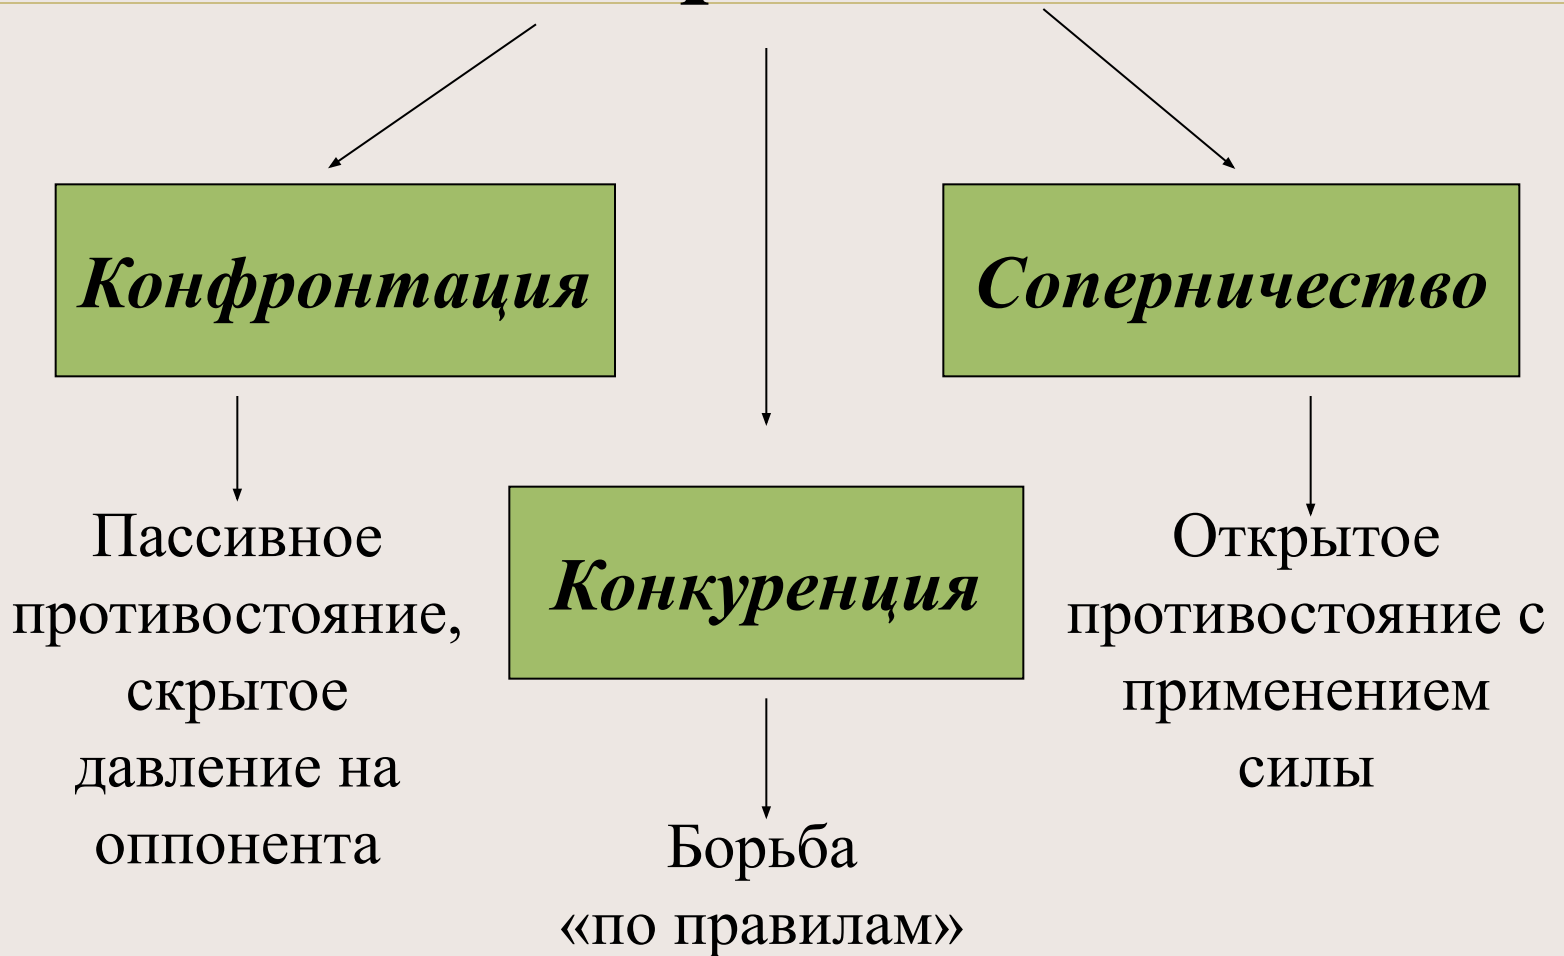 Конфронтация
Соперничество
Пассивное
противостояние,
скрытое
давление на
оппонента
Конкуренция
Борьба
«по правилам»
Открытое
противостояние с
применением
силы